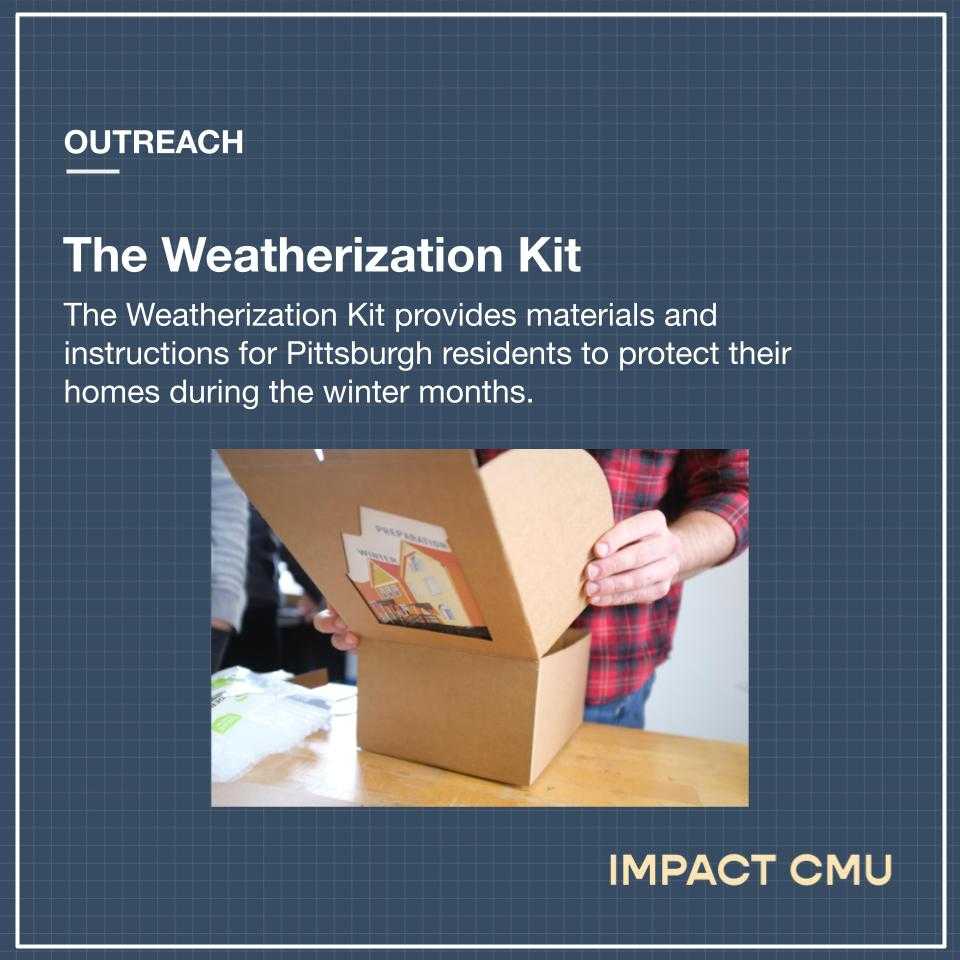 OUTREACH
The Weatherization Kit
The Weatherization Kit provides materials and
instructions for Pittsburgh residents to protect their
homes during the winter months.
PREPARATION
WINTER
IMPACT CMU